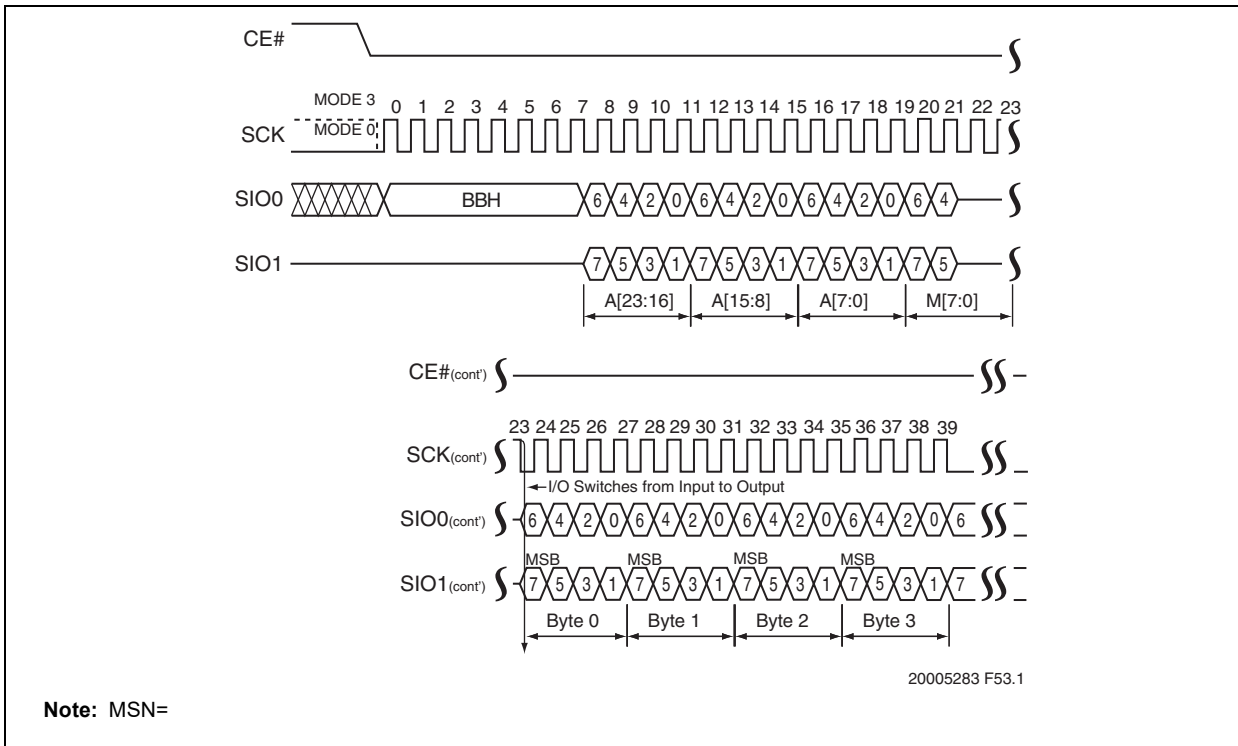 CE#
MODE 3
0 1 2 3 4 5 6 7 8 9 10 11 12 13 14 15 16 17 18 19 20 21 22 23
SCK MODE 0
SIO0 BBH 6 4 2 0 6 4 2 0 6 4 2 0 6 4
SIO1 7 5 3 1 7 5 3 1 7 5 3 1 7 5
A[23:16] A[15:8] A[7:0] M[7:0]
CE#(cont')
23 24 25 26 27 28 29 30 31 32 33 34 35 36 37 38 39
SCK(cont')
I/O Switches from Input to Output
SIO0(cont') 6 4 2 0 6 4 2 0 6 4 2 0 6 4 2 0 6
MSB MSB MSB MSB
SIO1(cont') 7 5 3 1 7 5 3 1 7 5 3 1 7 5 3 1 7
Byte 0 Byte 1 Byte 2 Byte 3
20005283 F53.1
Note: MSN=